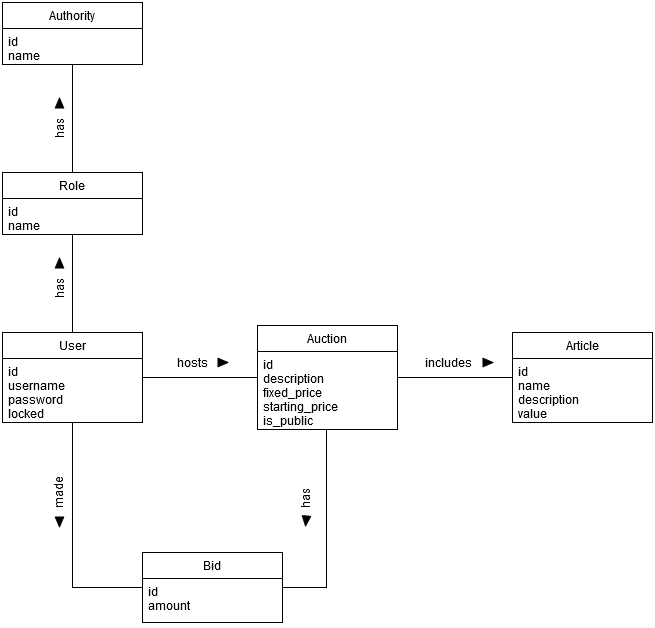 Authority
id
name
has
Role
id
name
has
User
id
username
password
locked
hosts
Auction
id
description
fixed_price
starting_price
is_public
includes
Article
id
name
description
value
made
has
Bid
id
amount